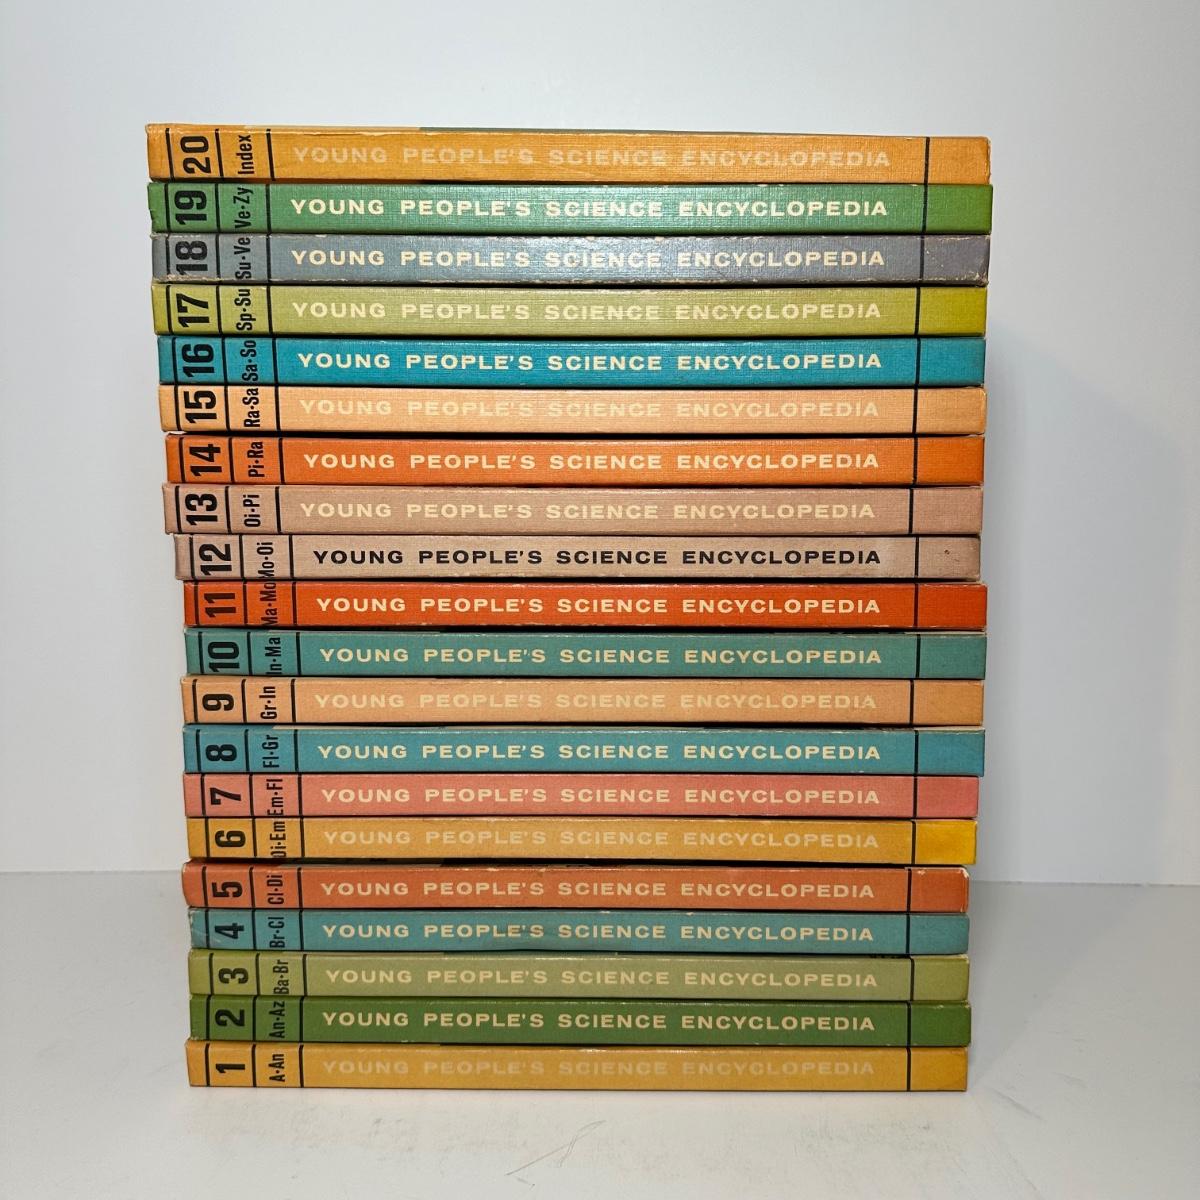 20 Index YOUNG PEOPLE'S SCIENCE ENCYCLOPEDIA
19 Ve·Zy YOUNG PEOPLE'S SCIENCE ENCYCLOPEDIA
18 Su·Ve YOUNG PEOPLE'S SCIENCE ENCYCLOPEDIA
17 Sp·Su YOUNG PEOPLE'S SCIENCE ENCYCLOPEDIA
16 Sa·So YOUNG PEOPLE'S SCIENCE ENCYCLOPEDIA
15 Ra·Sa YOUNG PEOPLE'S SCIENCE ENCYCLOPEDIA
14 Pi·Ra YOUNG PEOPLE'S SCIENCE ENCYCLOPEDIA
13 Oi·Pi YOUNG PEOPLE'S SCIENCE ENCYCLOPEDIA
12 Mo·Oi YOUNG PEOPLE'S SCIENCE ENCYCLOPEDIA
11 Ma·Mo YOUNG PEOPLE'S SCIENCE ENCYCLOPEDIA
10 In·Ma YOUNG PEOPLE'S SCIENCE ENCYCLOPEDIA
9 Gr·In YOUNG PEOPLE'S SCIENCE ENCYCLOPEDIA
8 Fl·Gr YOUNG PEOPLE'S SCIENCE ENCYCLOPEDIA
7 Em·Fl YOUNG PEOPLE'S SCIENCE ENCYCLOPEDIA
6 Di·Em YOUNG PEOPLE'S SCIENCE ENCYCLOPEDIA
5 Cl·Di YOUNG PEOPLE'S SCIENCE ENCYCLOPEDIA
4 Br·Cl YOUNG PEOPLE'S SCIENCE ENCYCLOPEDIA
3 Ba·Br YOUNG PEOPLE'S SCIENCE ENCYCLOPEDIA
2 An·Az YOUNG PEOPLE'S SCIENCE ENCYCLOPEDIA
1 A·An YOUNG PEOPLE'S SCIENCE ENCYCLOPEDIA